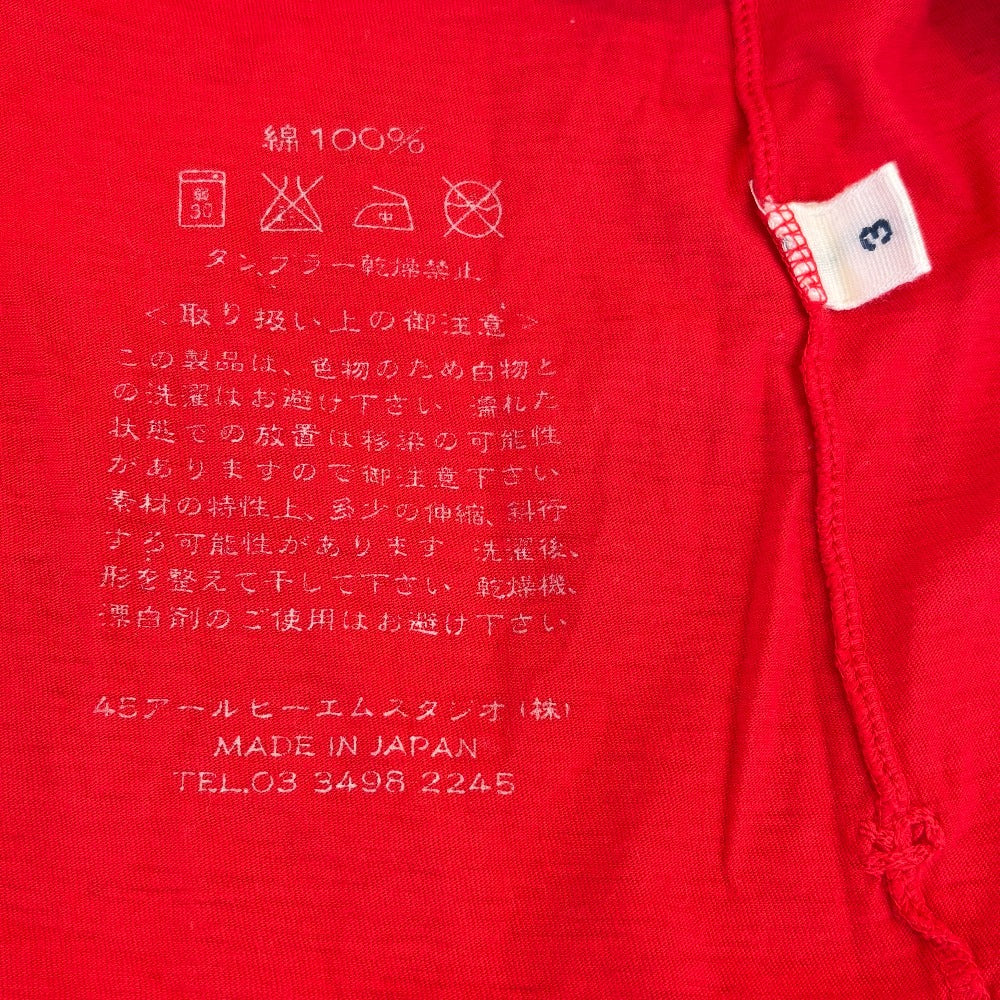 綿100%
弱
30
中
タンブラー乾燥禁止
<取り扱い上の御注意>
この製品は、色物のため白物と
の洗濯はお避け下さい 濡れた
状態での放置は移染の可能性
がありますので御注意下さい
素材の特性上、多少の伸縮、斜行
する可能性があります 洗濯後、
形を整えて干して下さい 乾燥機、
漂白剤のご使用はお避け下さい
45アールピーエムスタジオ(株)
MADE IN JAPAN
TEL.03 3498 2245
3